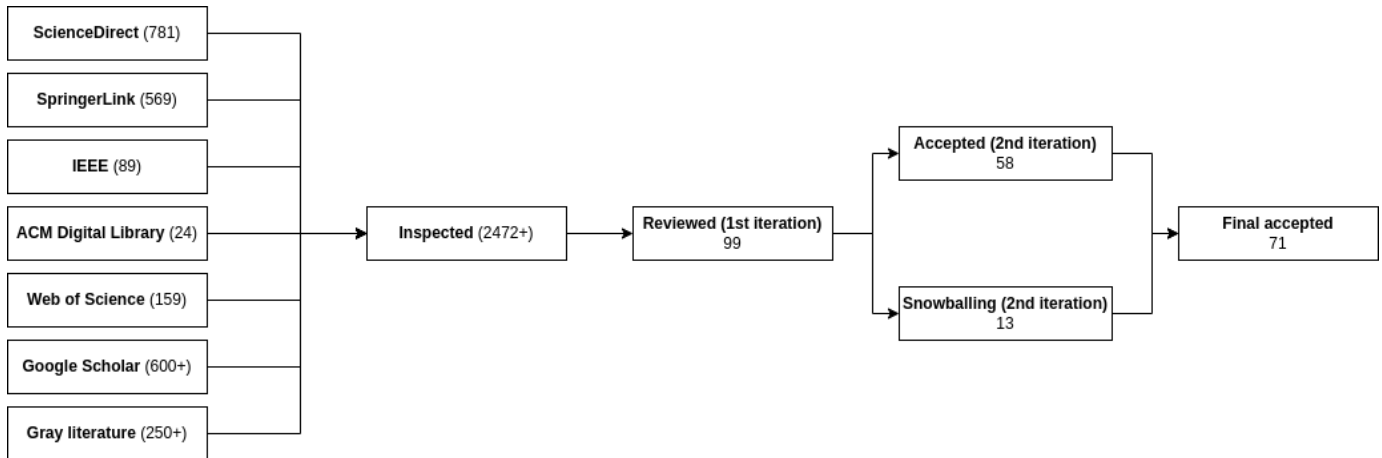 ScienceDirect (781)
SpringerLink (569)
IEEE (89)
ACM Digital Library (24)
Web of Science (159)
Google Scholar (600+)
Gray literature (250+)
Inspected (2472+)
Reviewed (1st iteration)
99
Accepted (2nd iteration)
58
Snowballing (2nd iteration)
13
Final accepted
71